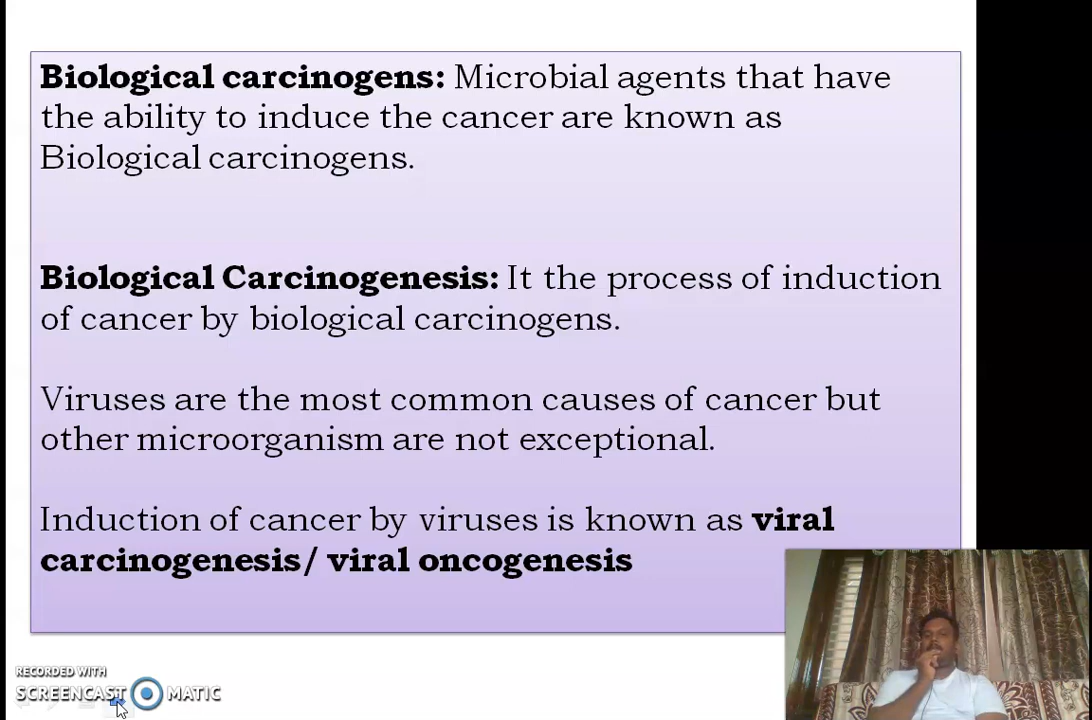 Biological carcinogens: Microbial agents that have
the ability to induce the cancer are known as
Biological carcinogens.
Biological Carcinogenesis: It the process of induction
of cancer by biological carcinogens.
Viruses are the most common causes of cancer but
other microorganism are not exceptional.
Induction of cancer by viruses is known as viral
carcinogenesis/ viral oncogenesis
RECORDED WITH
SCREENCAST MATIC